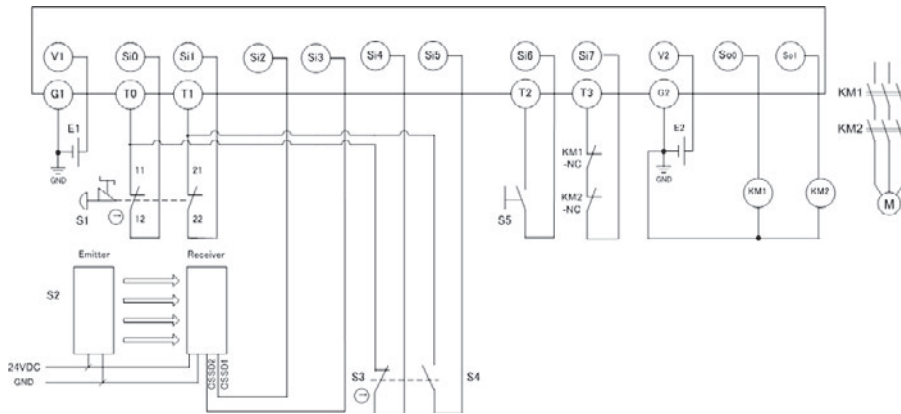 V1 Si0 Si1 Si2 Si3 Si4 Si5 Si6 Si7 V2 So0 So1
G1 T0 T1 T2 T3 G2
KM1
KM2
E1
E2
GND
GND
KM1
-NC
KM2
-NC
11
21
S1
12
22
S5
KM1
KM2
M
Emitter
Receiver
S2
24VDC
GND
OSSD2
OSSD1
S3
S4